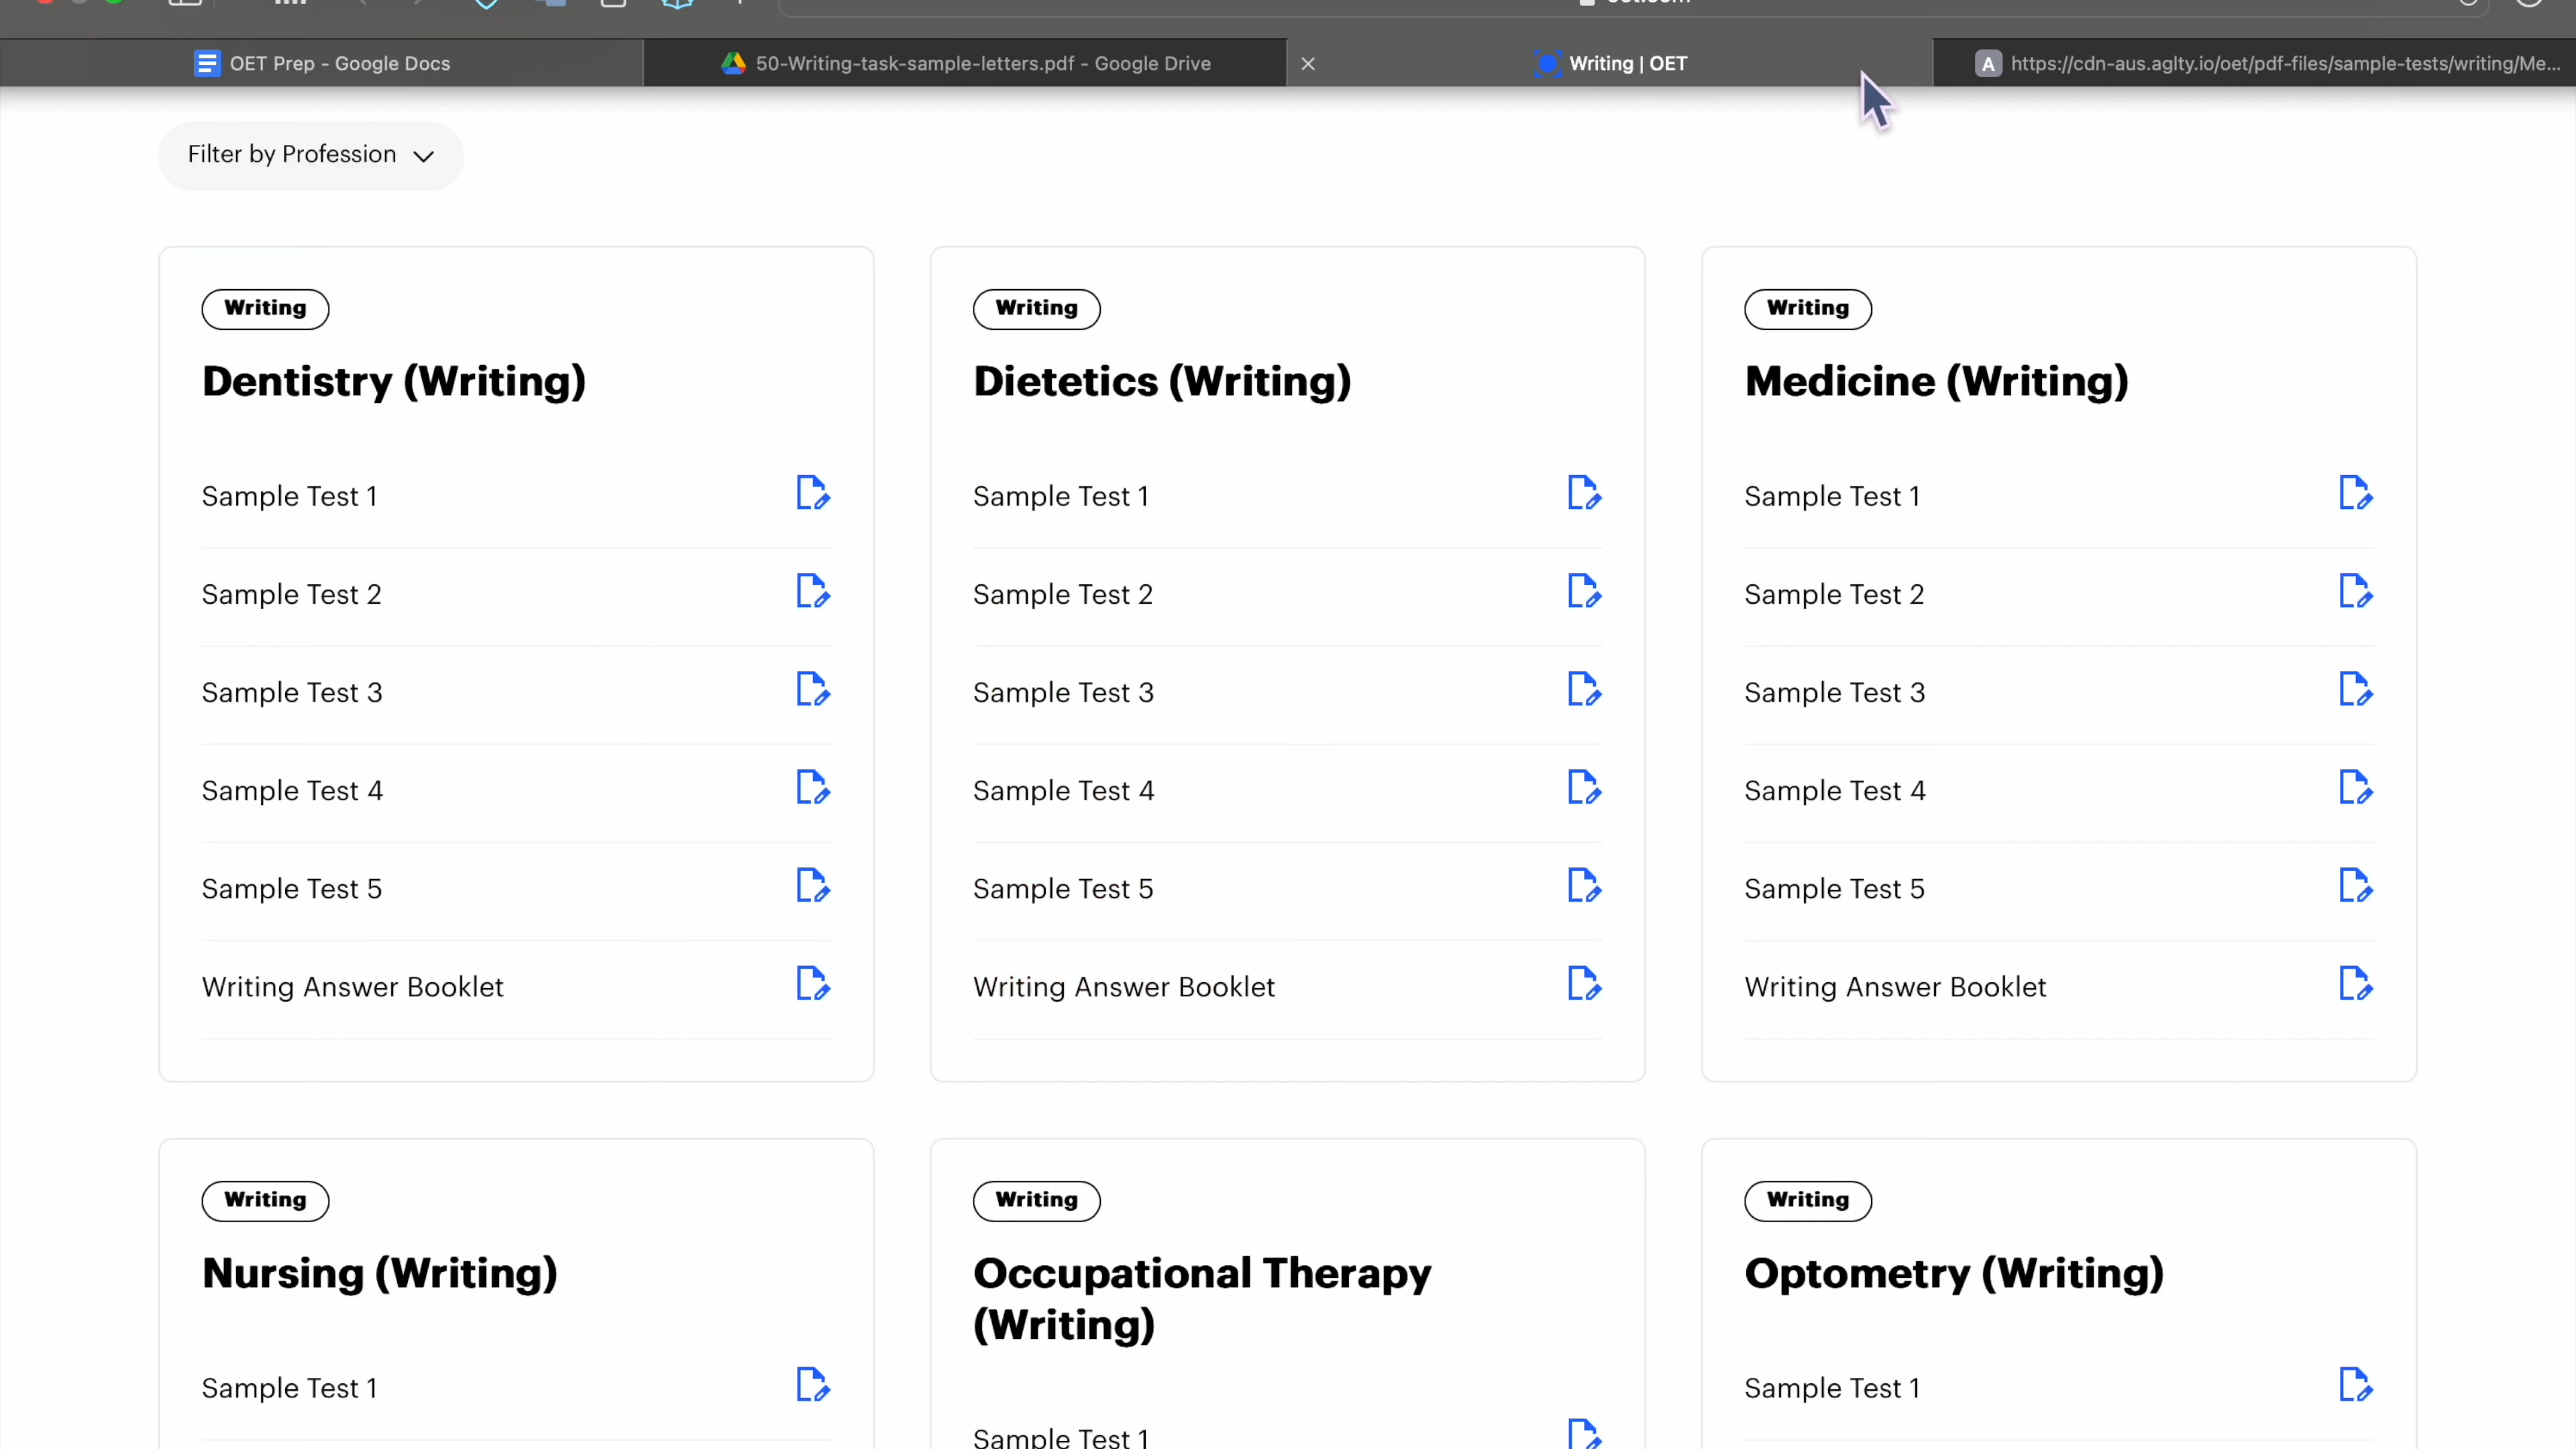 OET Prep - Google Docs
50-Writing-task-sample-letters.pdf - Google Drive
Writing | OET
A https://cdn-aus.aglty.io/oet/pdf-files/sample-tests/writing/Me...
Filter by Profession
Writing
Dentistry (Writing)
Sample Test 1
Sample Test 2
Sample Test 3
Sample Test 4
Sample Test 5
Writing Answer Booklet
Writing
Dietetics (Writing)
Sample Test 1
Sample Test 2
Sample Test 3
Sample Test 4
Sample Test 5
Writing Answer Booklet
Writing
Medicine (Writing)
Sample Test 1
Sample Test 2
Sample Test 3
Sample Test 4
Sample Test 5
Writing Answer Booklet
Writing
Nursing (Writing)
Sample Test 1
Writing
Occupational Therapy
(Writing)
Sample Test 1
Writing
Optometry (Writing)
Sample Test 1